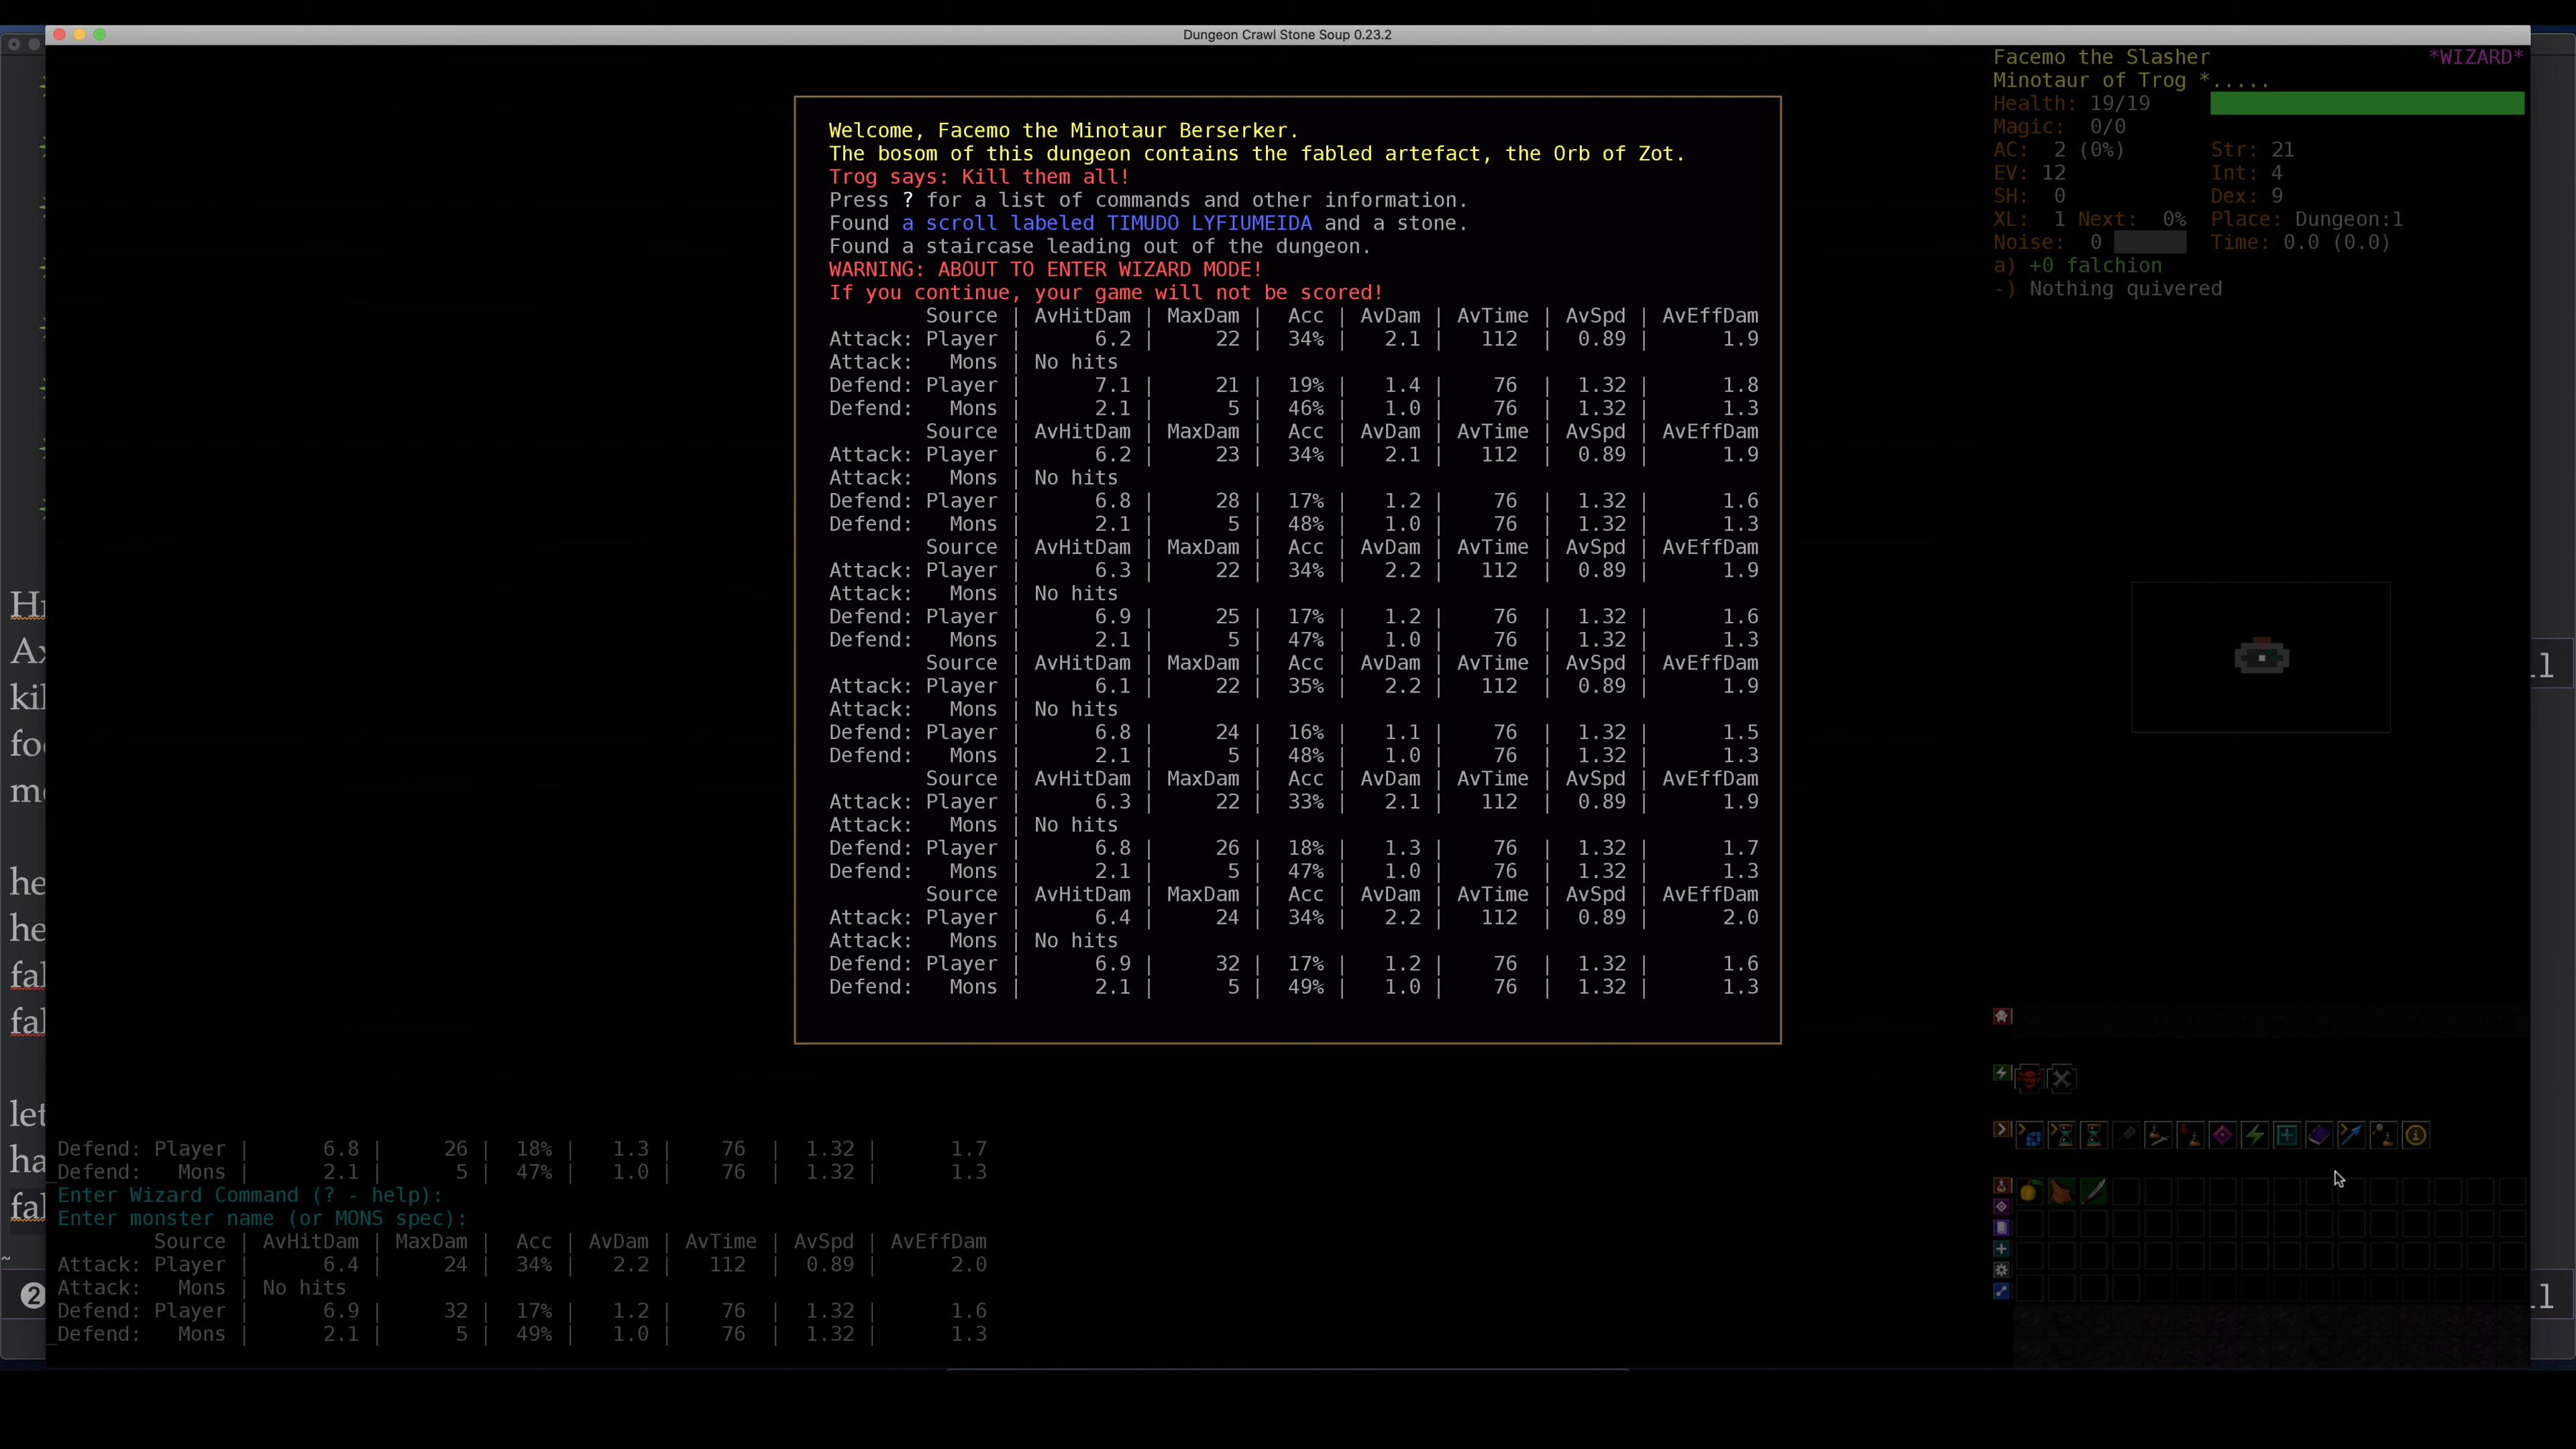 Dungeon Crawl Stone Soup 0.23.2
Welcome, Facemo the Minotaur Berserker.
The bosom of this dungeon contains the fabled artefact, the Orb of Zot.
Trog says: Kill them all!
Press ? for a list of commands and other information.
Found a scroll labeled TIMUDO LYFIUMEIDA and a stone.
Found a staircase leading out of the dungeon.
WARNING: ABOUT TO ENTER WIZARD MODE!
If you continue, your game will not be scored!
Source | AvHitDam | MaxDam | Acc | AvDam | AvTime | AvSpd | AvEffDam
Attack: Player | 6.2 | 22 | 34% | 2.1 | 112 | 0.89 | 1.9
Attack: Mons | No hits
Defend: Player | 7.1 | 21 | 19% | 1.4 | 76 | 1.32 | 1.8
Defend: Mons | 2.1 | 5 | 46% | 1.0 | 76 | 1.32 | 1.3
Source | AvHitDam | MaxDam | Acc | AvDam | AvTime | AvSpd | AvEffDam
Attack: Player | 6.2 | 23 | 34% | 2.1 | 112 | 0.89 | 1.9
Attack: Mons | No hits
Defend: Player | 6.8 | 28 | 17% | 1.2 | 76 | 1.32 | 1.6
Defend: Mons | 2.1 | 5 | 48% | 1.0 | 76 | 1.32 | 1.3
Source | AvHitDam | MaxDam | Acc | AvDam | AvTime | AvSpd | AvEffDam
Attack: Player | 6.3 | 22 | 34% | 2.2 | 112 | 0.89 | 1.9
Attack: Mons | No hits
Defend: Player | 6.9 | 25 | 17% | 1.2 | 76 | 1.32 | 1.6
Defend: Mons | 2.1 | 5 | 47% | 1.0 | 76 | 1.32 | 1.3
Source | AvHitDam | MaxDam | Acc | AvDam | AvTime | AvSpd | AvEffDam
Attack: Player | 6.1 | 22 | 35% | 2.2 | 112 | 0.89 | 1.9
Attack: Mons | No hits
Defend: Player | 6.8 | 24 | 16% | 1.1 | 76 | 1.32 | 1.5
Defend: Mons | 2.1 | 5 | 48% | 1.0 | 76 | 1.32 | 1.3
Source | AvHitDam | MaxDam | Acc | AvDam | AvTime | AvSpd | AvEffDam
Attack: Player | 6.3 | 22 | 33% | 2.1 | 112 | 0.89 | 1.9
Attack: Mons | No hits
Defend: Player | 6.8 | 26 | 18% | 1.3 | 76 | 1.32 | 1.7
Defend: Mons | 2.1 | 5 | 47% | 1.0 | 76 | 1.32 | 1.3
Source | AvHitDam | MaxDam | Acc | AvDam | AvTime | AvSpd | AvEffDam
Attack: Player | 6.4 | 24 | 34% | 2.2 | 112 | 0.89 | 2.0
Attack: Mons | No hits
Defend: Player | 6.9 | 32 | 17% | 1.2 | 76 | 1.32 | 1.6
Defend: Mons | 2.1 | 5 | 49% | 1.0 | 76 | 1.32 | 1.3
Facemo the Slasher *WIZARD*
Minotaur of Trog *.....
Health: 19/19
Magic: 0/0
AC: 2 (0%) Str: 21
EV: 12 Int: 4
SH: 0 Dex: 9
XL: 1 Next: 0% Place: Dungeon:1
Noise: 0 Time: 0.0 (0.0)
a) +0 falchion
-) Nothing quivered
Defend: Player | 6.8 | 26 | 18% | 1.3 | 76 | 1.32 | 1.7
_Defend: Mons | 2.1 | 5 | 47% | 1.0 | 76 | 1.32 | 1.3
Enter Wizard Command (? - help):
Enter monster name (or MONS spec):
Source | AvHitDam | MaxDam | Acc | AvDam | AvTime | AvSpd | AvEffDam
Attack: Player | 6.4 | 24 | 34% | 2.2 | 112 | 0.89 | 2.0
Attack: Mons | No hits
Defend: Player | 6.9 | 32 | 17% | 1.2 | 76 | 1.32 | 1.6
_Defend: Mons | 2.1 | 5 | 49% | 1.0 | 76 | 1.32 | 1.3